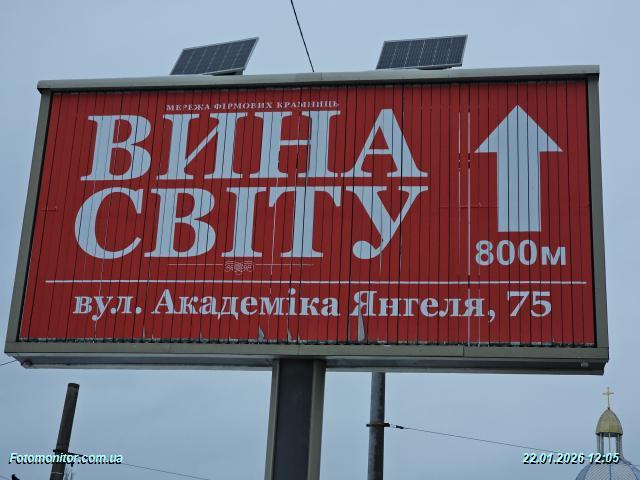 МЕРЕЖА ФІРМОВИХ КРАМНИЦЬ
ВИНА
СВІТУ
800м
вул. Академіка Янгеля, 75
Fotomonitor.com.ua
22.01.2026 12:05